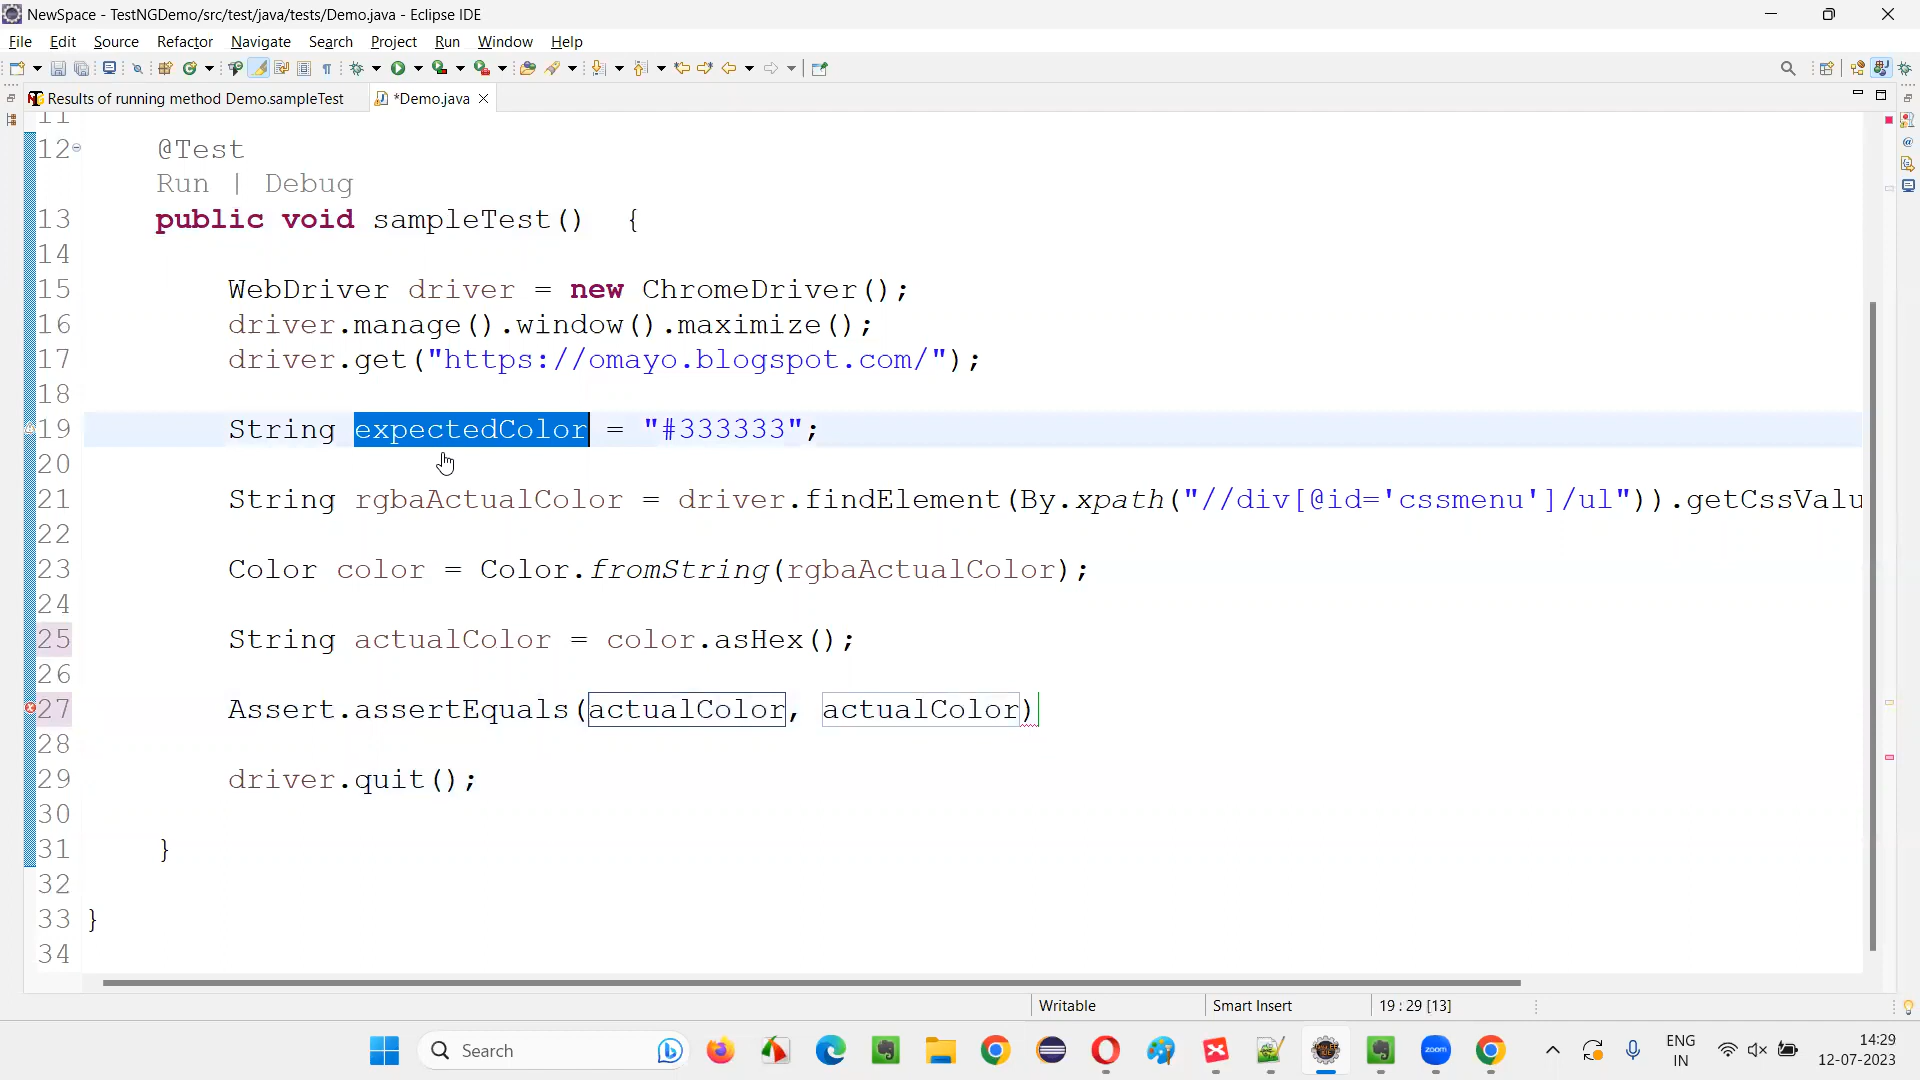 NewSpace - TestNGDemo/src/test/java/tests/Demo.java - Eclipse IDE
File Edit Source Refactor Navigate Search Project Run Window Help
Results of running method Demo.sampleTest *Demo.java
11
12 @Test
Run | Debug
13 public void sampleTest() {
14
15 WebDriver driver = new ChromeDriver();
16 driver.manage().window().maximize();
17 driver.get("https://omayo.blogspot.com/");
18
19 String expectedColor = "#333333";
20
21 String rgbaActualColor = driver.findElement(By.xpath("//div[@id='cssmenu']/ul")).getCssValu
22
23 Color color = Color.fromString(rgbaActualColor);
24
25 String actualColor = color.asHex();
26
27 Assert.assertEquals(actualColor, actualColor)
28
29 driver.quit();
30
31 }
32
33 }
34
Writable Smart Insert 19 : 29 [13]
Search zoom ENG 14:29
IN 12-07-2023